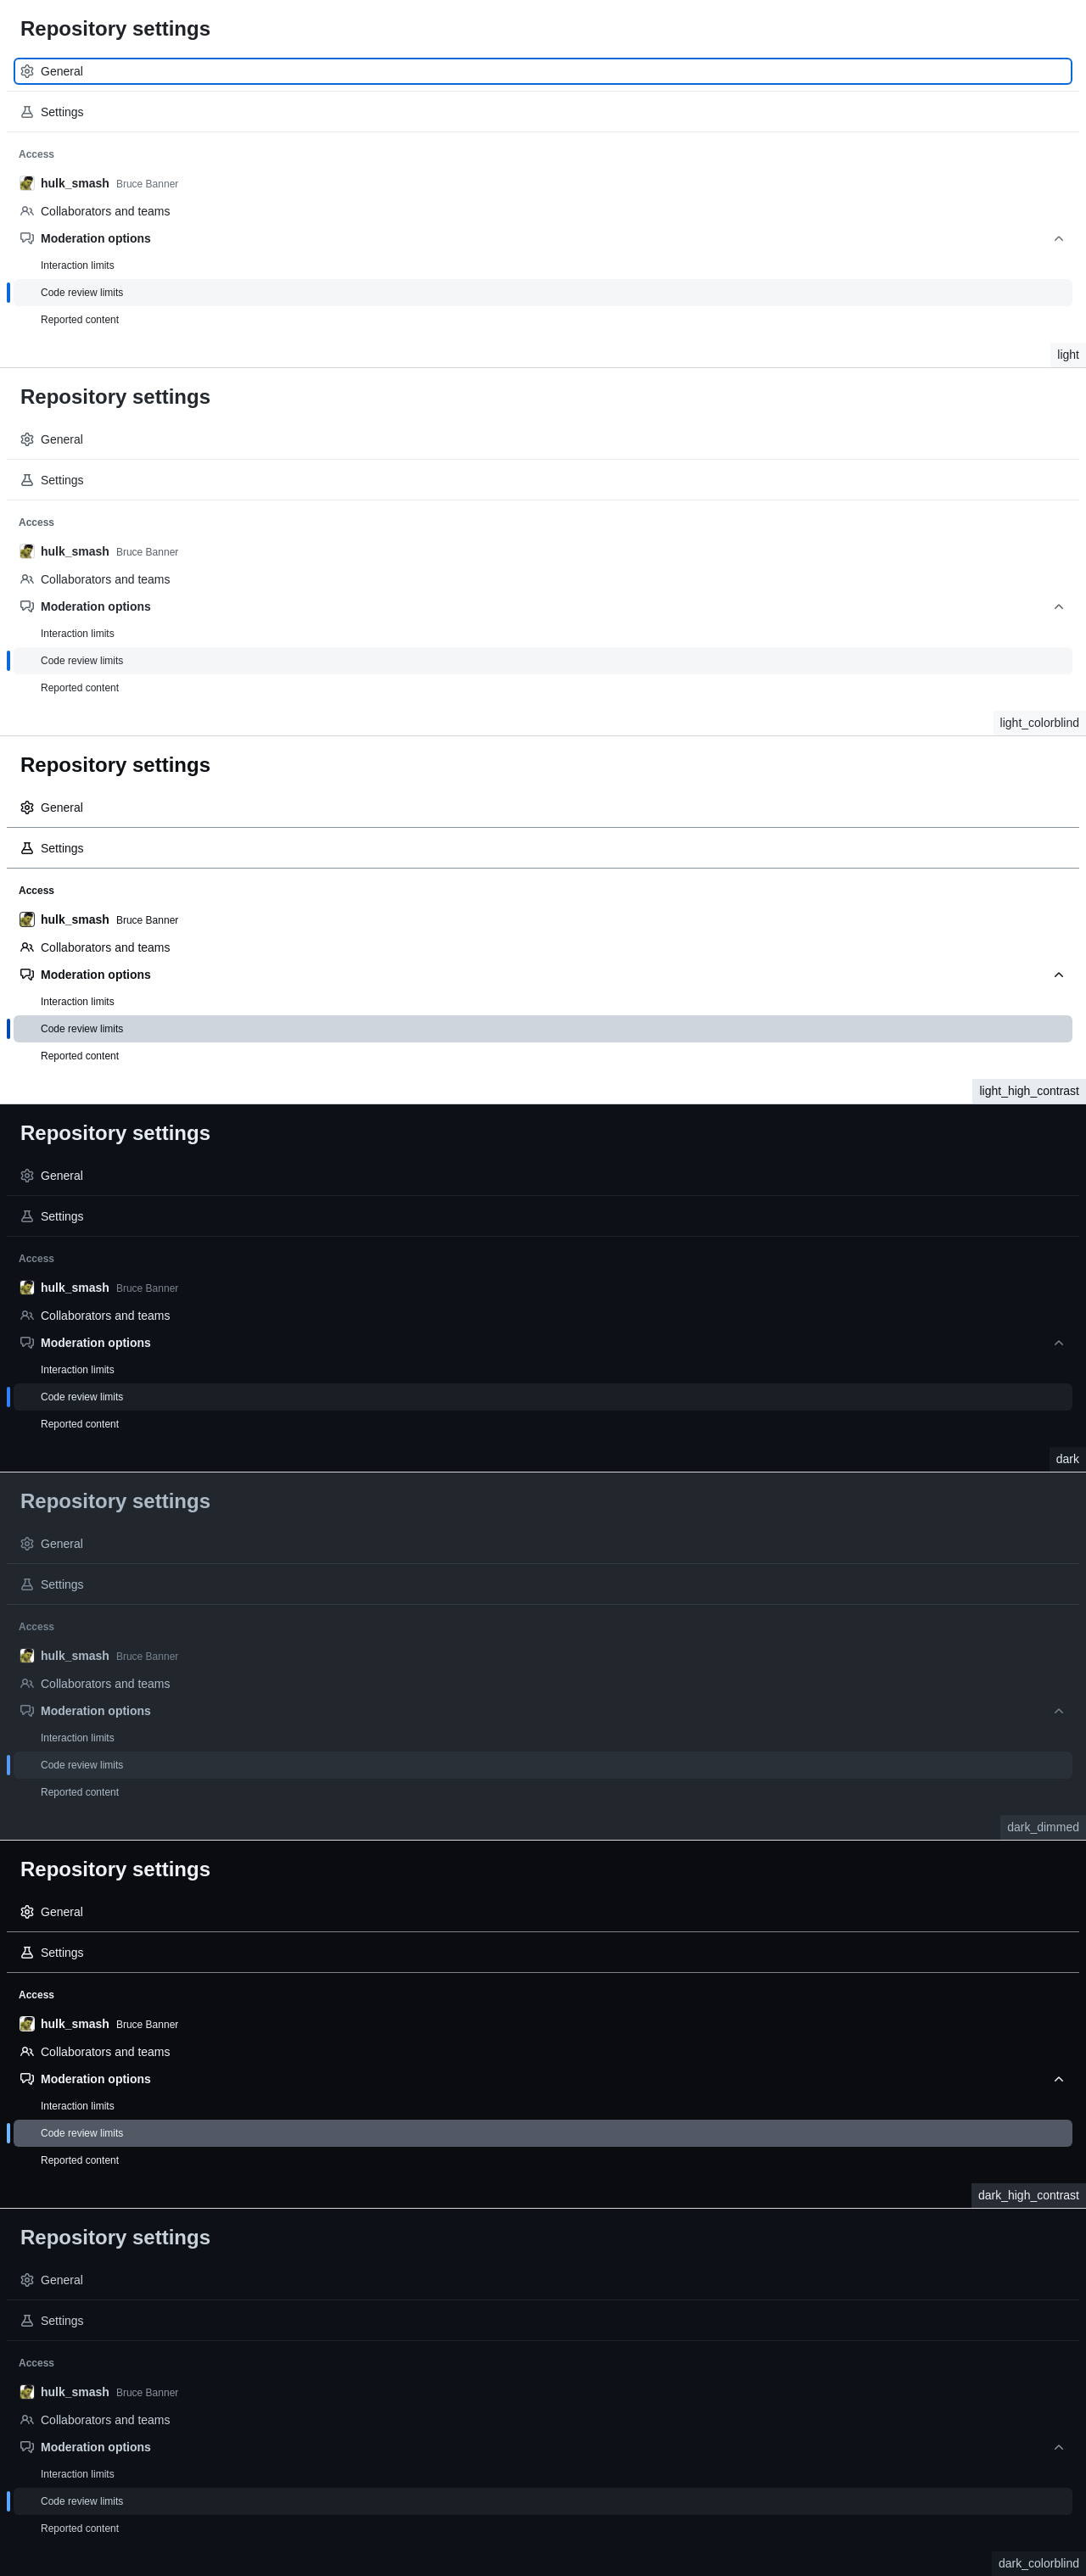 Repository settings
General
Settings
Access
hulk_smash Bruce Banner
Collaborators and teams
Moderation options
Interaction limits
Code review limits
Reported content
light
Repository settings
General
Settings
Access
hulk_smash Bruce Banner
Collaborators and teams
Moderation options
Interaction limits
Code review limits
Reported content
light_colorblind
Repository settings
General
Settings
Access
hulk_smash Bruce Banner
Collaborators and teams
Moderation options
Interaction limits
Code review limits
Reported content
light_high_contrast
Repository settings
General
Settings
Access
hulk_smash Bruce Banner
Collaborators and teams
Moderation options
Interaction limits
Code review limits
Reported content
dark
Repository settings
General
Settings
Access
hulk_smash Bruce Banner
Collaborators and teams
Moderation options
Interaction limits
Code review limits
Reported content
dark_dimmed
Repository settings
General
Settings
Access
hulk_smash Bruce Banner
Collaborators and teams
Moderation options
Interaction limits
Code review limits
Reported content
dark_high_contrast
Repository settings
General
Settings
Access
hulk_smash Bruce Banner
Collaborators and teams
Moderation options
Interaction limits
Code review limits
Reported content
dark_colorblind